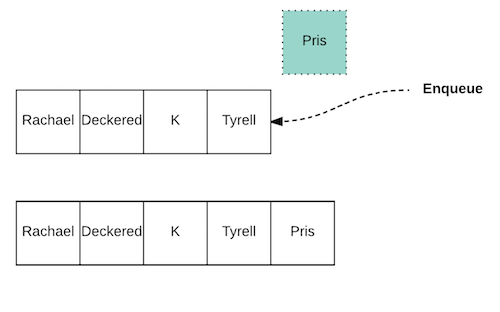 Pris
Enqueue
Rachael Deckered K Tyrell
Rachael Deckered K Tyrell Pris